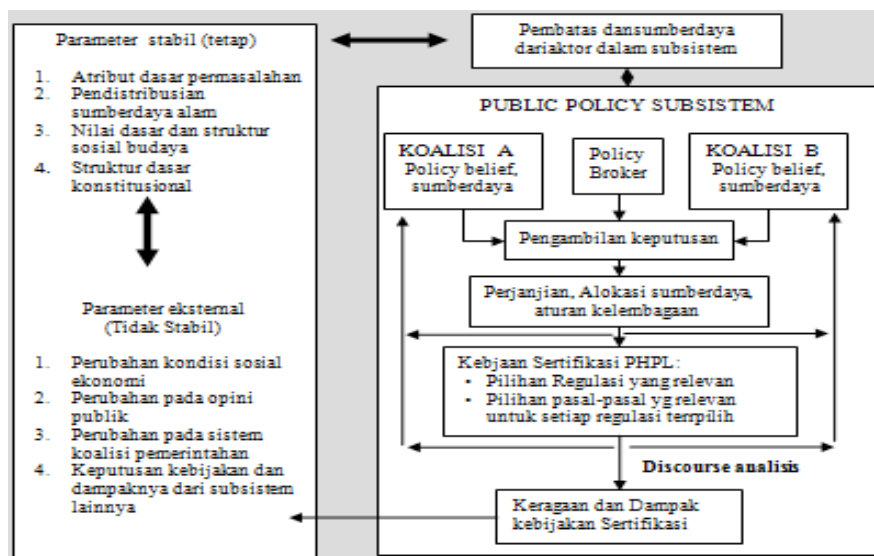 Parameter stabil (tetap)
1. Atribut dasar permasalahan
2. Pendistribusian
sumberdaya alam
3. Nilai dasar dan struktur
sosial budaya
4. Struktur dasar
konstitusional
Parameter eksternal
(Tidak Stabil)
1. Perubahan kondisi sosial
ekonomi
2. Perubahan pada opini
publik
3. Perubahan pada sistem
koalisi pemerintahan
4. Keputusan kebijakan dan
dampaknya dari subsistem
lainnya
Pembatas dansumberdaya
dariaktor dalam subsistem
PUBLIC POLICY SUBSISTEM
KOALISI A
Policy belief,
sumberdaya
Policy
Broker
KOALISI B
Policy belief,
sumberdaya
Pengambilan keputusan
Perjanjian, Alokasi sumberdaya,
aturan kelembagaan
Kebjaan Sertifikasi PHPL:
• Pilihan Regulasi yang relevan
• Pilihan pasal-pasal yg relevan
untuk setiap regulasi terrpilih
Discourse analisis
Keragaan dan Dampak
kebijakan Sertifikasi